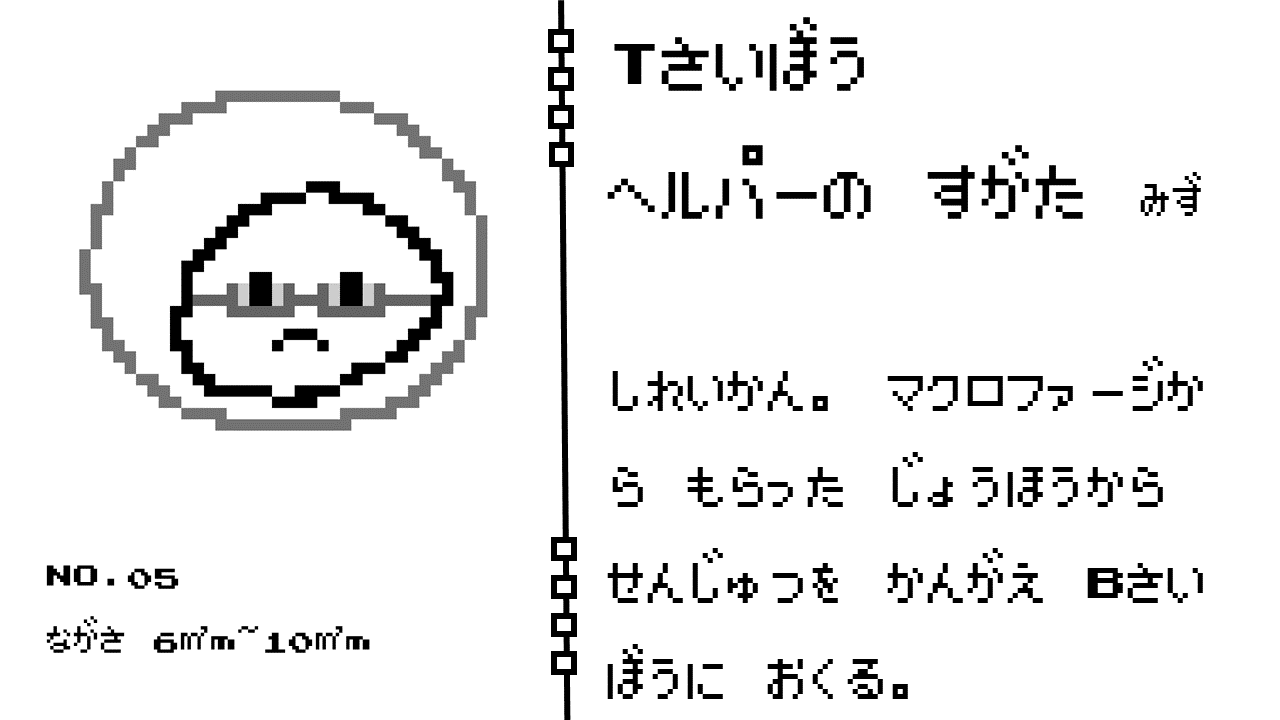 Tさいぼう
ヘルパーの すがた みず
しれいかん。 マクロファージか
ら もらった じょうほうから
せんじゅつを かんがえ Bさい
ぼうに おくる。
NO.05
ながさ 6m'm~10m'm